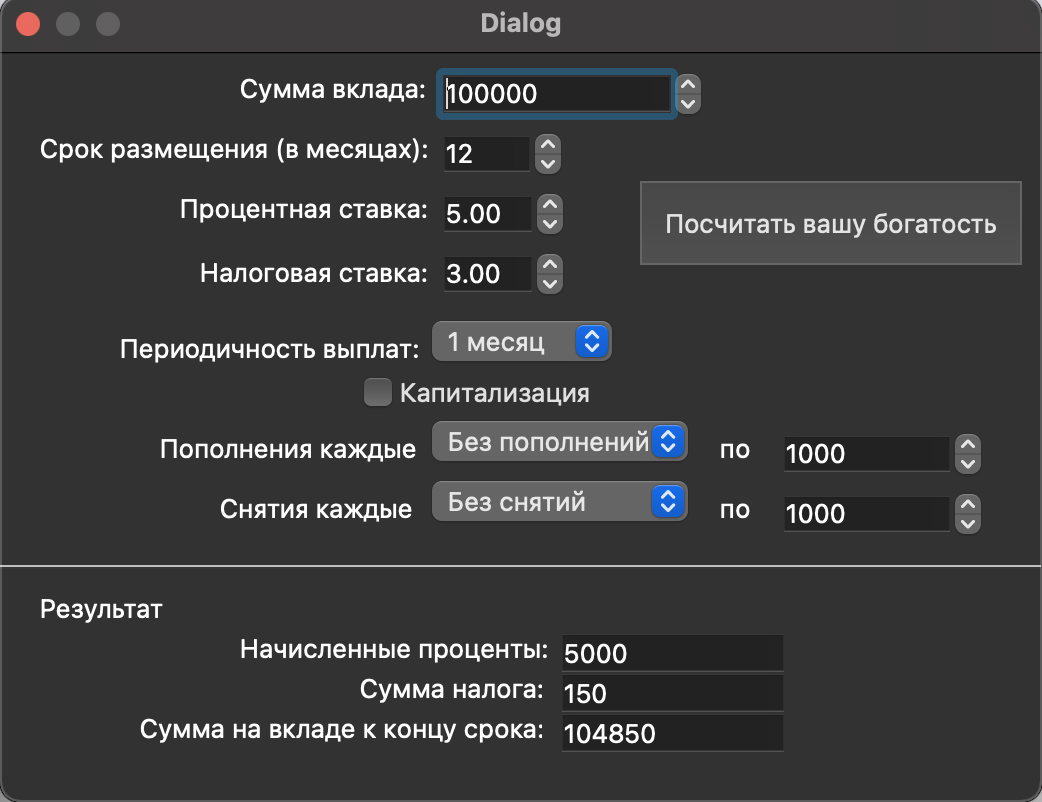 Dialog
Сумма вклада: 100000
Срок размещения (в месяцах): 12
Процентная ставка: 5.00
Посчитать вашу богатость
Налоговая ставка: 3.00
Периодичность выплат: 1 месяц
Капитализация
Пополнения каждые Без пополнений по 1000
Снятия каждые Без снятий по 1000
Результат
Начисленные проценты: 5000
Сумма налога: 150
Сумма на вкладе к концу срока: 104850